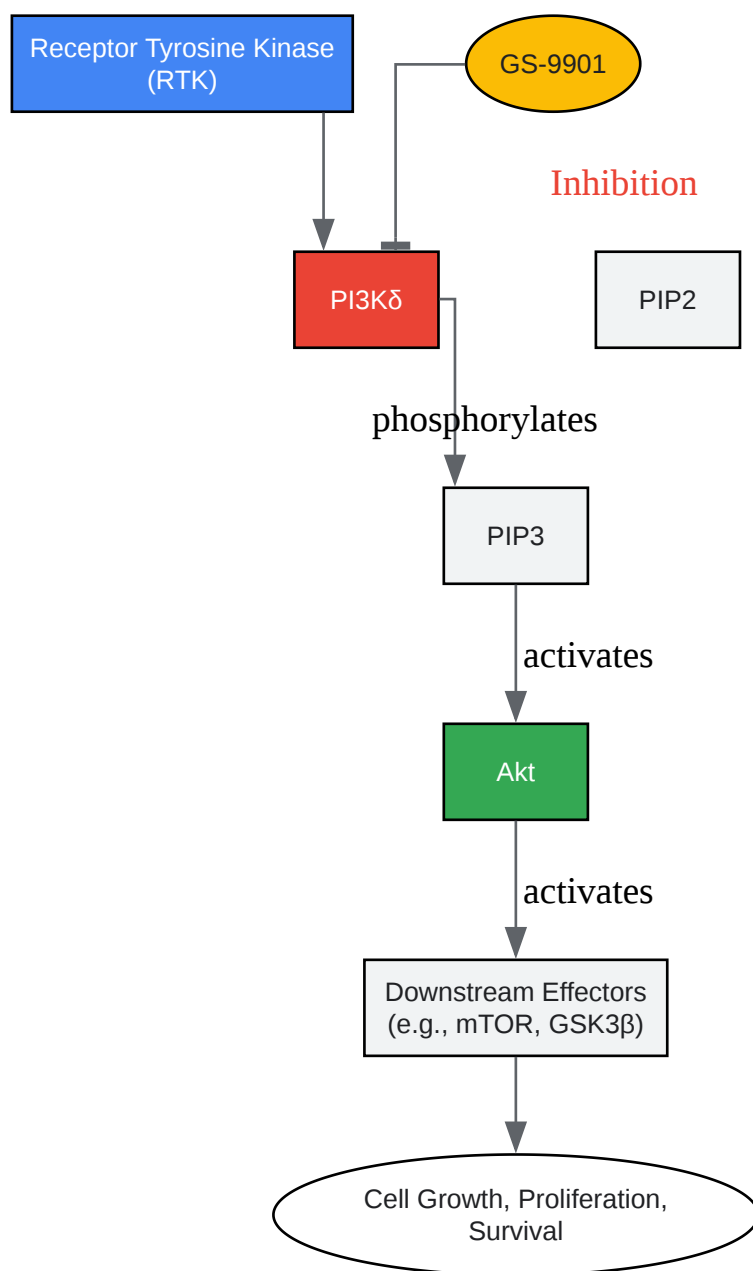 Receptor Tyrosine Kinase
(RTK)
GS-9901
Inhibition
PI3Kδ
PIP2
phosphorylates
PIP3
activates
Akt
activates
Downstream Effectors
(e.g., mTOR, GSK3β)
Cell Growth, Proliferation,
Survival